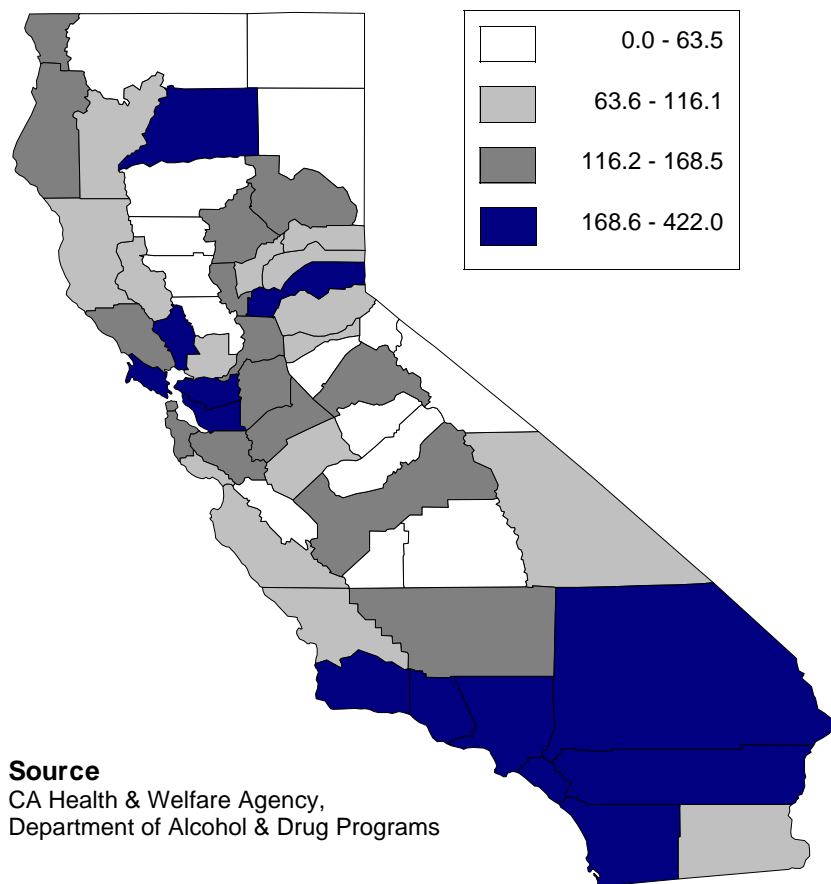 0.0 - 63.5
63.6 - 116.1
116.2 - 168.5
168.6 - 422.0
Source
CA Health & Welfare Agency,
Department of Alcohol & Drug Programs